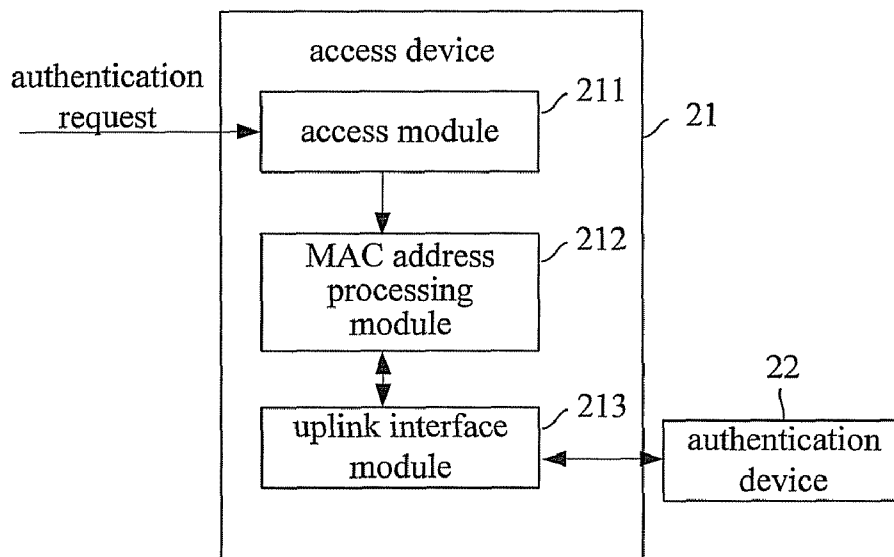 access device
authentication
request
211
access module
21
212
MAC address
processing
module
213
uplink interface
module
22
authentication
device